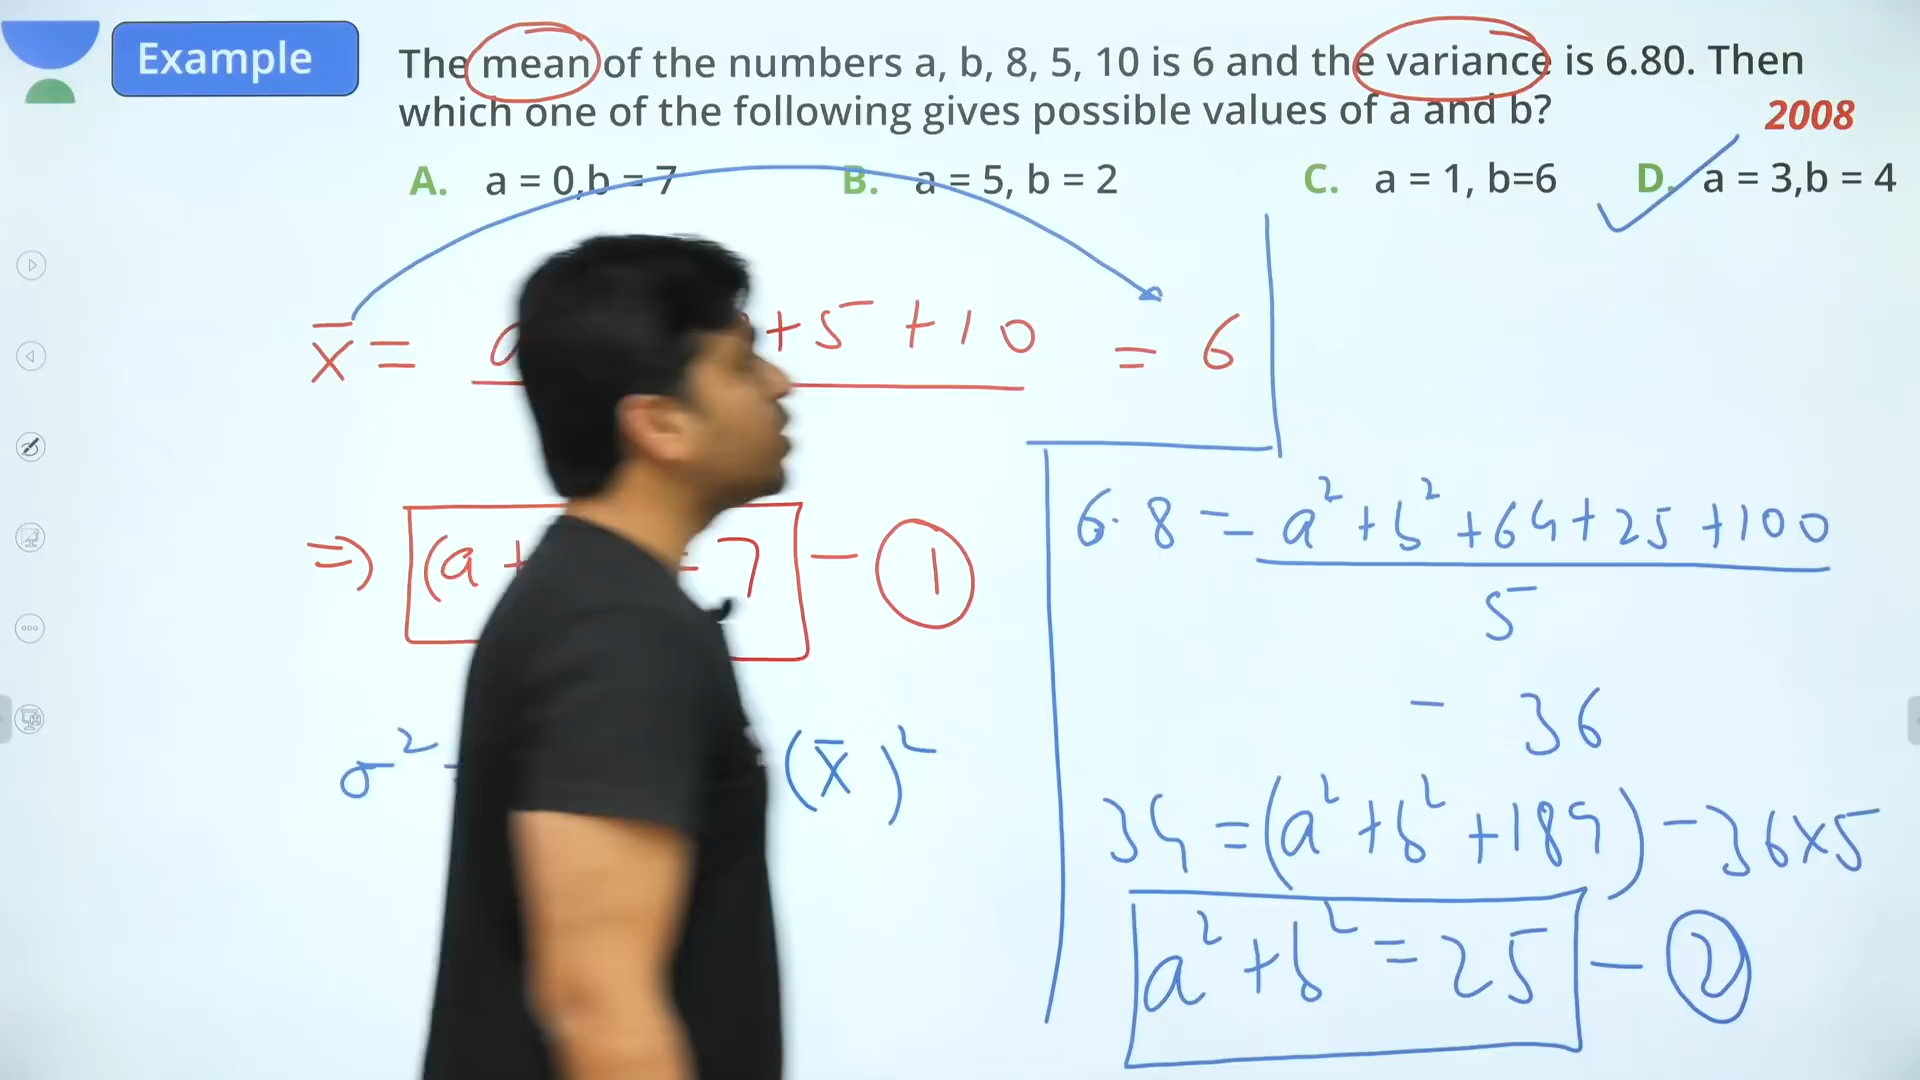 Example
The mean of the numbers a, b, 8, 5, 10 is 6 and the variance is 6.80. Then
which one of the following gives possible values of a and b?
2008
A. a = 0,b = 7 B. a = 5, b = 2 C. a = 1, b=6 D. a = 3,b = 4
x̄ = +5 +10 = 6
⇒ (a + = 7 – 1
6.8 = a² + b² + 64 + 25 + 100
5
– 36
σ² (x̄)²
34 = (a² + b² + 189) – 36×5
a² + b² = 25 – 2